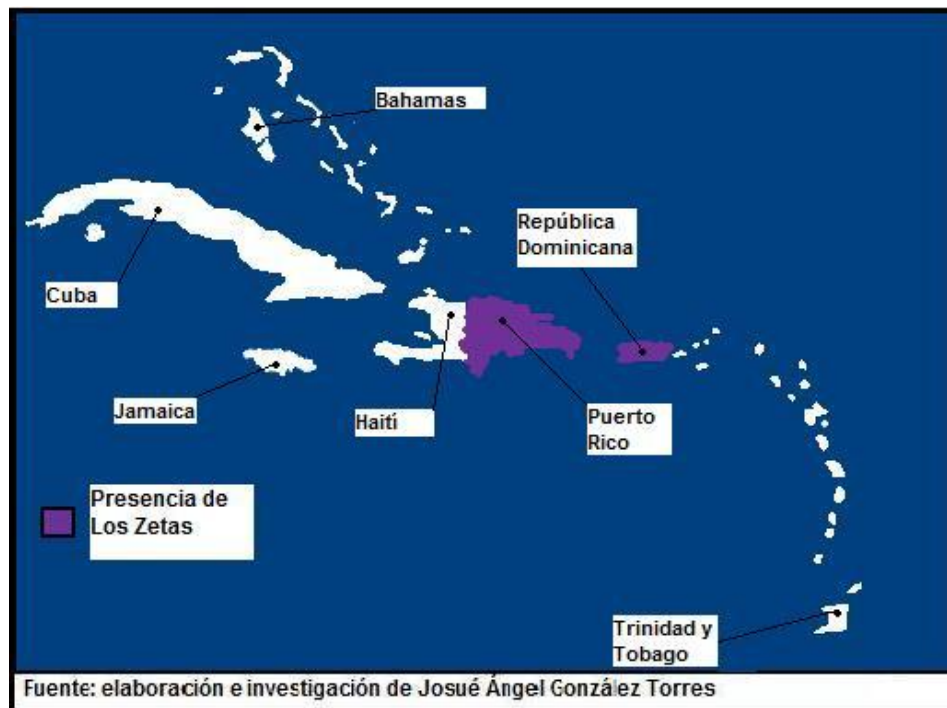 Bahamas
República
Dominicana
Cuba
Jamaica
Haití
Puerto
Rico
Presencia de
Los Zetas
Trinidad y
Tobago
Fuente: elaboración e investigación de Josué Ángel González Torres